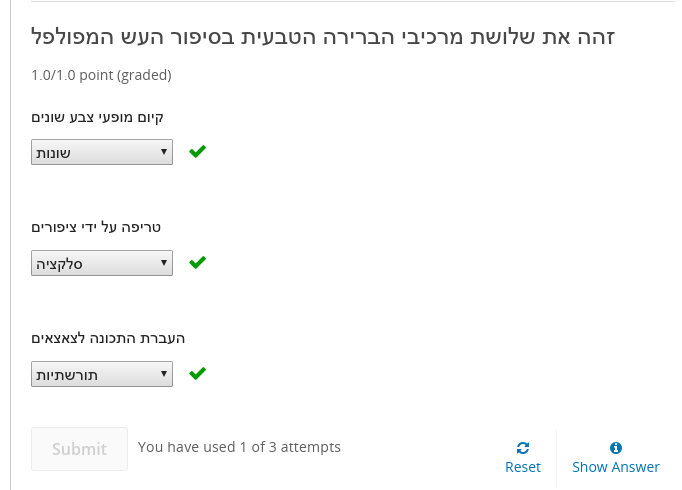 זהה את שלושת מרכיבי הברירה הטבעית בסיפור העש המפולפל
1.0/1.0 point (graded)
קיום מופעי צבע שונים
שונות
טריפה על ידי ציפורים
סלקציה
העברת התכונה לצאצאים
תורשתיות
Submit
You have used 1 of 3 attempts
Reset
Show Answer